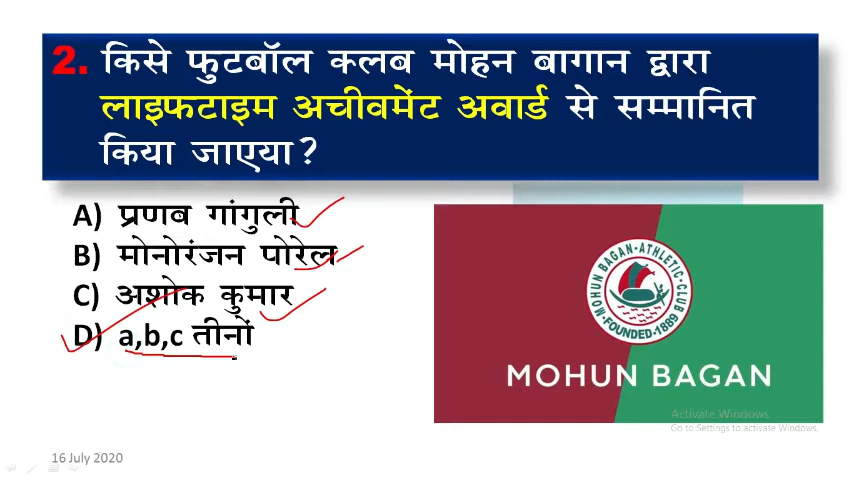 2. किसे फुटबॉल कलब मोहन बागान द्वारा
लाइफटाइम अचीवमेंट अवार्ड से सम्मानित
किया जाएया?
A) प्रणब गांगुली
B) मोनोरंजन पोरेल
C) अशोक कुमार
D) a,b,c तीनों
MOHUN BAGAN-ATHLETIC-CLUB
FOUNDED-1889
MOHUN BAGAN
Activate Windows
Go to Settings to activate Windows.
16 July 2020